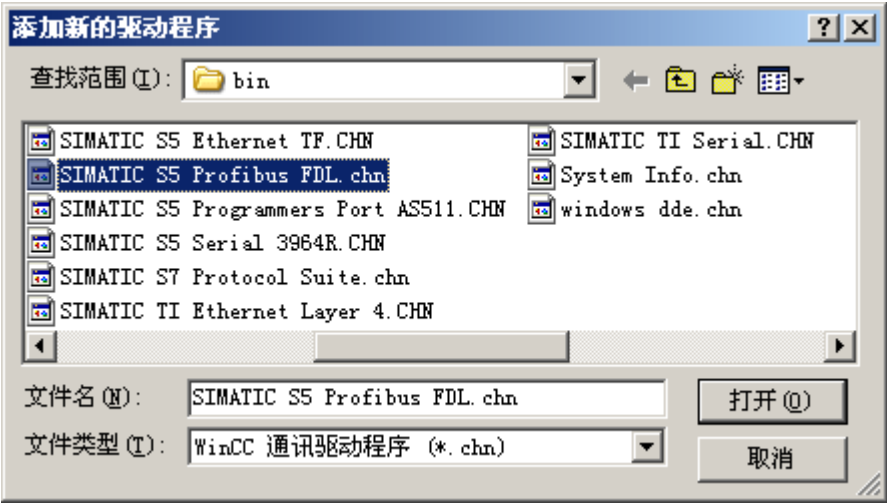 添加新的驱动程序
查找范围(I): bin
SIMATIC S5 Ethernet TF.CHN
SIMATIC S5 Profibus FDL.chn
SIMATIC S5 Programmers Port AS511.CHN
SIMATIC S5 Serial 3964R.CHN
SIMATIC S7 Protocol Suite.chn
SIMATIC TI Ethernet Layer 4.CHN
SIMATIC TI Serial.CHN
System Info.chn
windows dde.chn
文件名(N): SIMATIC S5 Profibus FDL.chn
打开(O)
文件类型(T): WinCC 通讯驱动程序 (*.chn)
取消